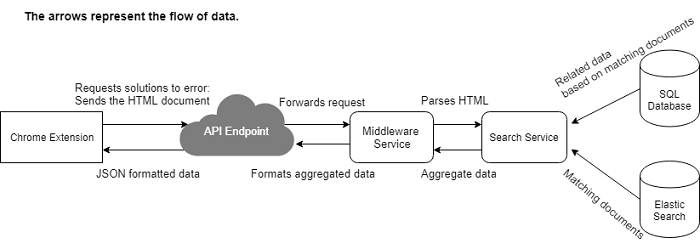 The arrows represent the flow of data.
Requests solutions to error:
Sends the HTML document
Forwards request
Parses HTML
Related data
based on matching documents
SQL
Database
Chrome Extension
API Endpoint
Middleware
Service
Search Service
JSON formatted data
Formats aggregated data
Aggregate data
Matching documents
Elastic
Search